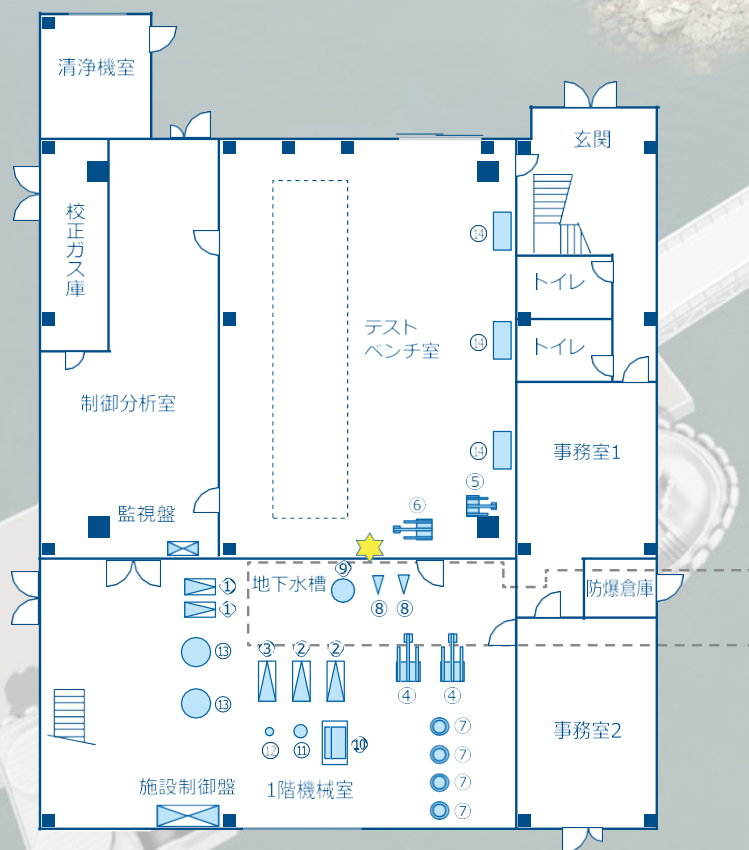 清浄機室
玄関
校正ガス庫
⑭
トイレ
テスト
ベンチ室
⑭
トイレ
制御分析室
⑭
事務室1
⑤
⑥
監視盤
⑨
地下水槽
①
⑧
⑧
防爆倉庫
①
③
②
②
⑬
④
④
⑬
⑦
事務室2
⑫
⑪
⑩
⑦
⑦
施設制御盤
1階機械室
⑦